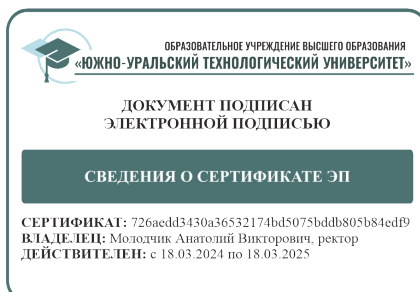 ОБРАЗОВАТЕЛЬНОЕ УЧРЕЖДЕНИЕ ВЫСШЕГО ОБРАЗОВАНИЯ
«ЮЖНО-УРАЛЬСКИЙ ТЕХНОЛОГИЧЕСКИЙ УНИВЕРСИТЕТ»
ДОКУМЕНТ ПОДПИСАН
ЭЛЕКТРОННОЙ ПОДПИСЬЮ
СВЕДЕНИЯ О СЕРТИФИКАТЕ ЭП
СЕРТИФИКАТ: 726aedd3430a36532174bd5075bddb805b84edf9
ВЛАДЕЛЕЦ: Молодчик Анатолий Викторович, ректор
ДЕЙСТВИТЕЛЕН: с 18.03.2024 по 18.03.2025